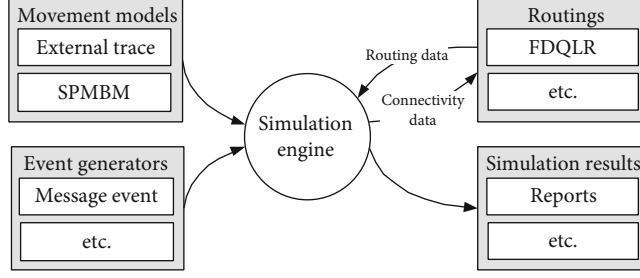 Movement models
External trace
SPMBM
Event generators
Message event
etc.
Simulation
engine
Routing data
Connectivity
data
Routings
FDQLR
etc.
Simulation results
Reports
etc.